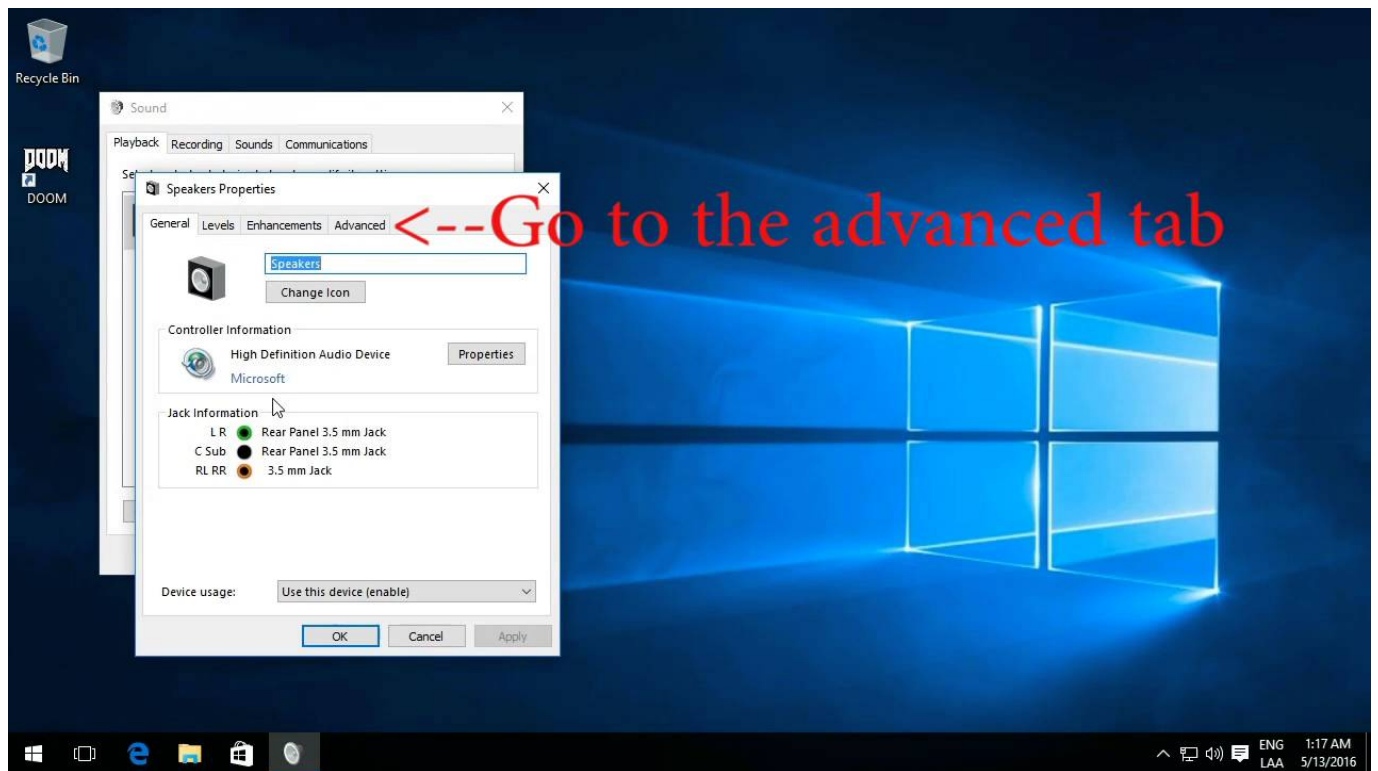 Recycle Bin
DOOM
DOOM
Sound
Playback Recording Sounds Communications
Speakers Properties
General Levels Enhancements Advanced <--Go to the advanced tab
Speakers
Change Icon
Controller Information
High Definition Audio Device Properties
Microsoft
Jack Information
L R Rear Panel 3.5 mm Jack
C Sub Rear Panel 3.5 mm Jack
RL RR 3.5 mm Jack
Device usage: Use this device (enable)
OK Cancel Apply
ENG 1:17 AM
LAA 5/13/2016